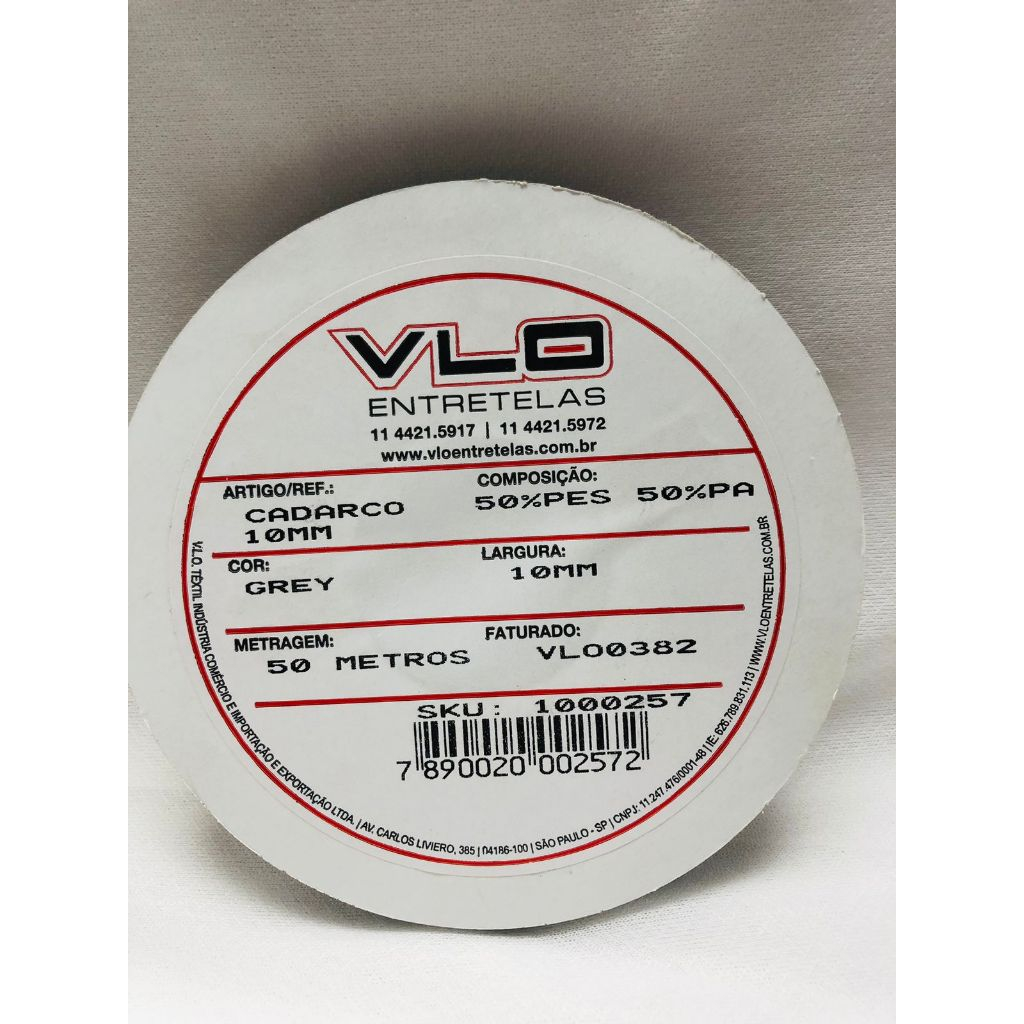 VLO
ENTRETELAS
11 4421.5917 | 11 4421.5972
www.vloentretelas.com.br
ARTIGO/REF.:
CADARCO
10MM
COMPOSIÇÃO:
50%PES 50%PA
COR:
GREY
LARGURA:
10MM
METRAGEM:
50 METROS
FATURADO:
VLO0382
SKU: 1000257
7 890020 002572
V.L.O. TÊXTIL INDÚSTRIA COMÉRCIO E IMPORTAÇÃO E EXPORTAÇÃO LTDA. | AV. CARLOS LIVIERO, 385 | 04186-100 | SÃO PAULO - SP | CNPJ: 11.247.476/0001-48 | IE: 626.789.831.113 | WWW.VLOENTRETELAS.COM.BR